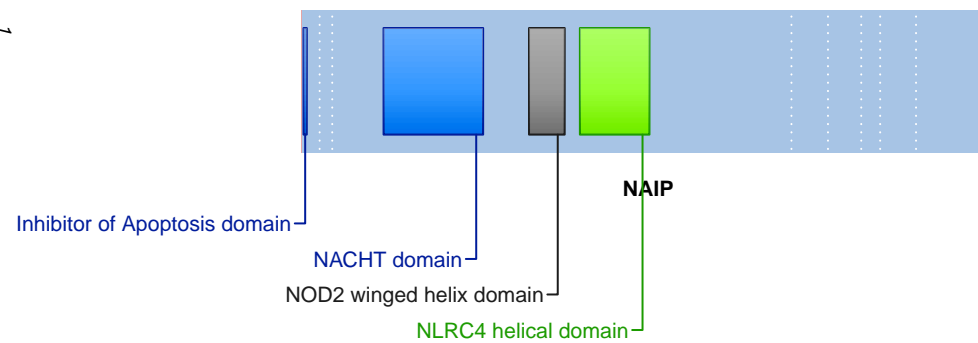 NAIP
Inhibitor of Apoptosis domain
NACHT domain
NOD2 winged helix domain
NLRC4 helical domain